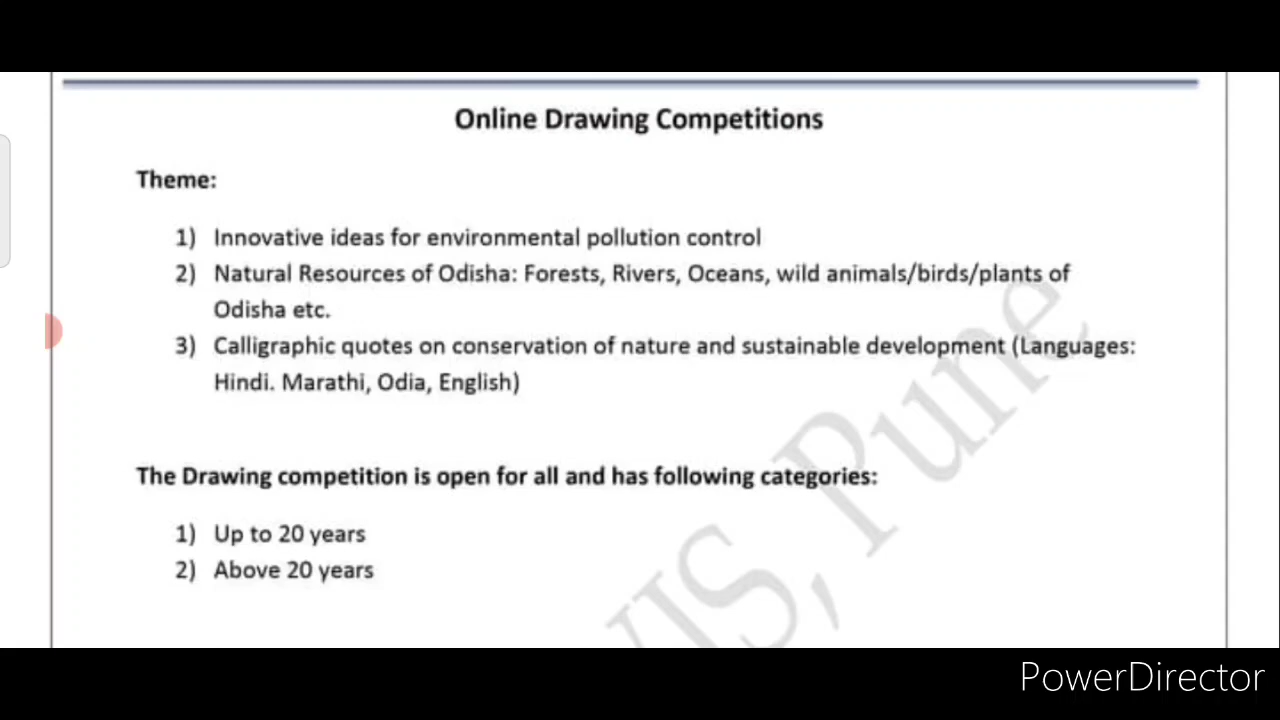 Online Drawing Competitions
Theme:
1) Innovative ideas for environmental pollution control
2) Natural Resources of Odisha: Forests, Rivers, Oceans, wild animals/birds/plants of
Odisha etc.
3) Calligraphic quotes on conservation of nature and sustainable development (Languages:
Hindi. Marathi, Odia, English)
The Drawing competition is open for all and has following categories:
1) Up to 20 years
2) Above 20 years
Pune
PowerDirector